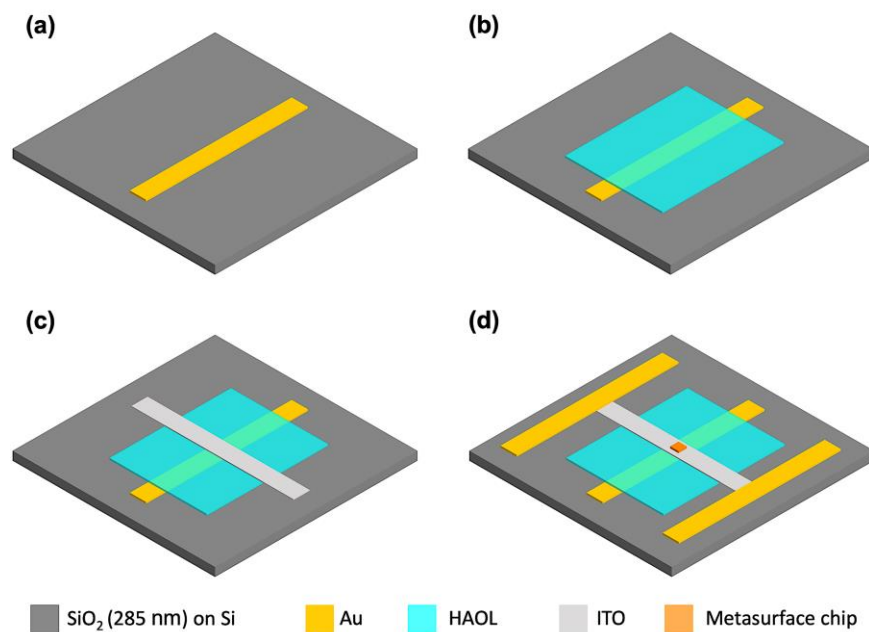 (a)
(b)
(c)
(d)
SiO₂ (285 nm) on Si Au HAOL ITO Metasurface chip